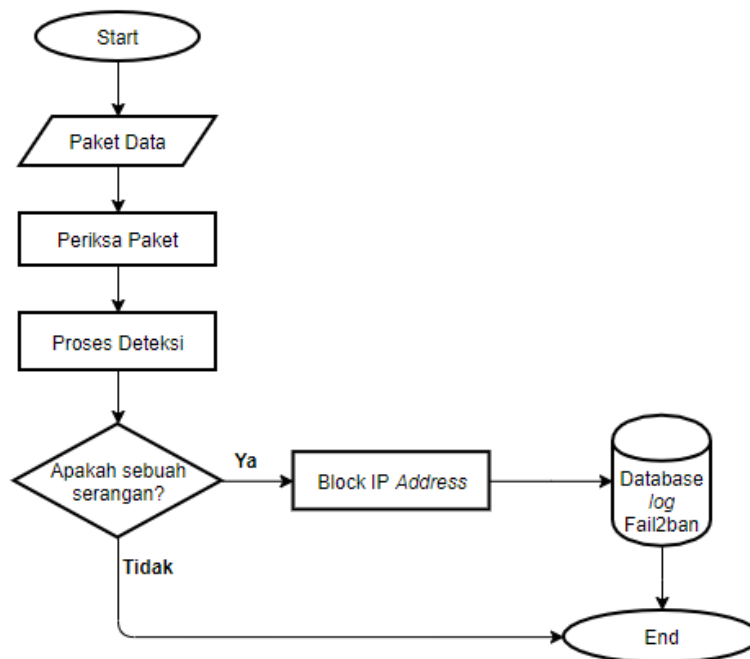 Start
Paket Data
Periksa Paket
Proses Deteksi
Apakah sebuah
serangan?
Ya
Block IP Address
Database
log
Fail2ban
Tidak
End